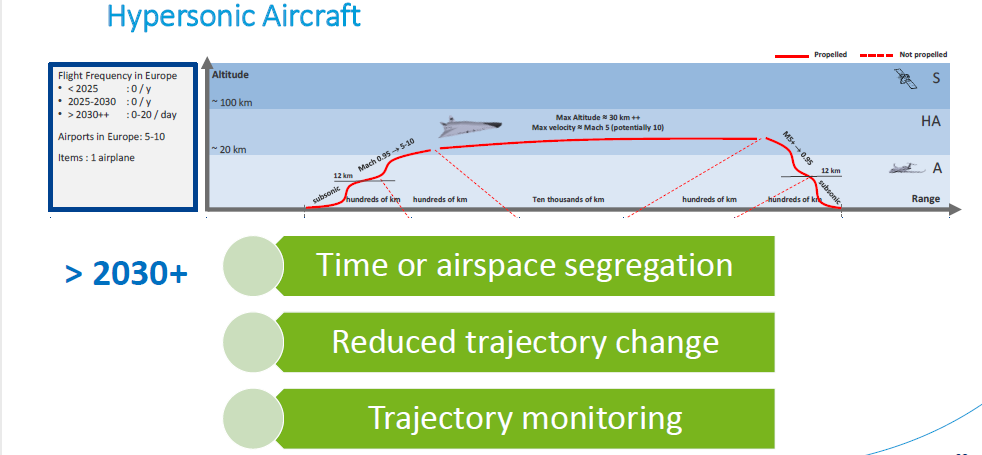 Hypersonic Aircraft
Propelled
Not propelled
Flight Frequency in Europe
• < 2025 : 0 / y
• 2025-2030 : 0 / y
• > 2030++ : 0-20 / day
Airports in Europe: 5-10
Items : 1 airplane
Altitude
~ 100 km
~ 20 km
S
HA
A
Max Altitude ≈ 30 km ++
Max velocity ≈ Mach 5 (potentially 10)
Mach 0.95 → 5-10
M5+ → 0.95
12 km
12 km
subsonic
subsonic
hundreds of km
hundreds of km
Ten thousands of km
hundreds of km
hundreds of km
Range
> 2030+
Time or airspace segregation
Reduced trajectory change
Trajectory monitoring